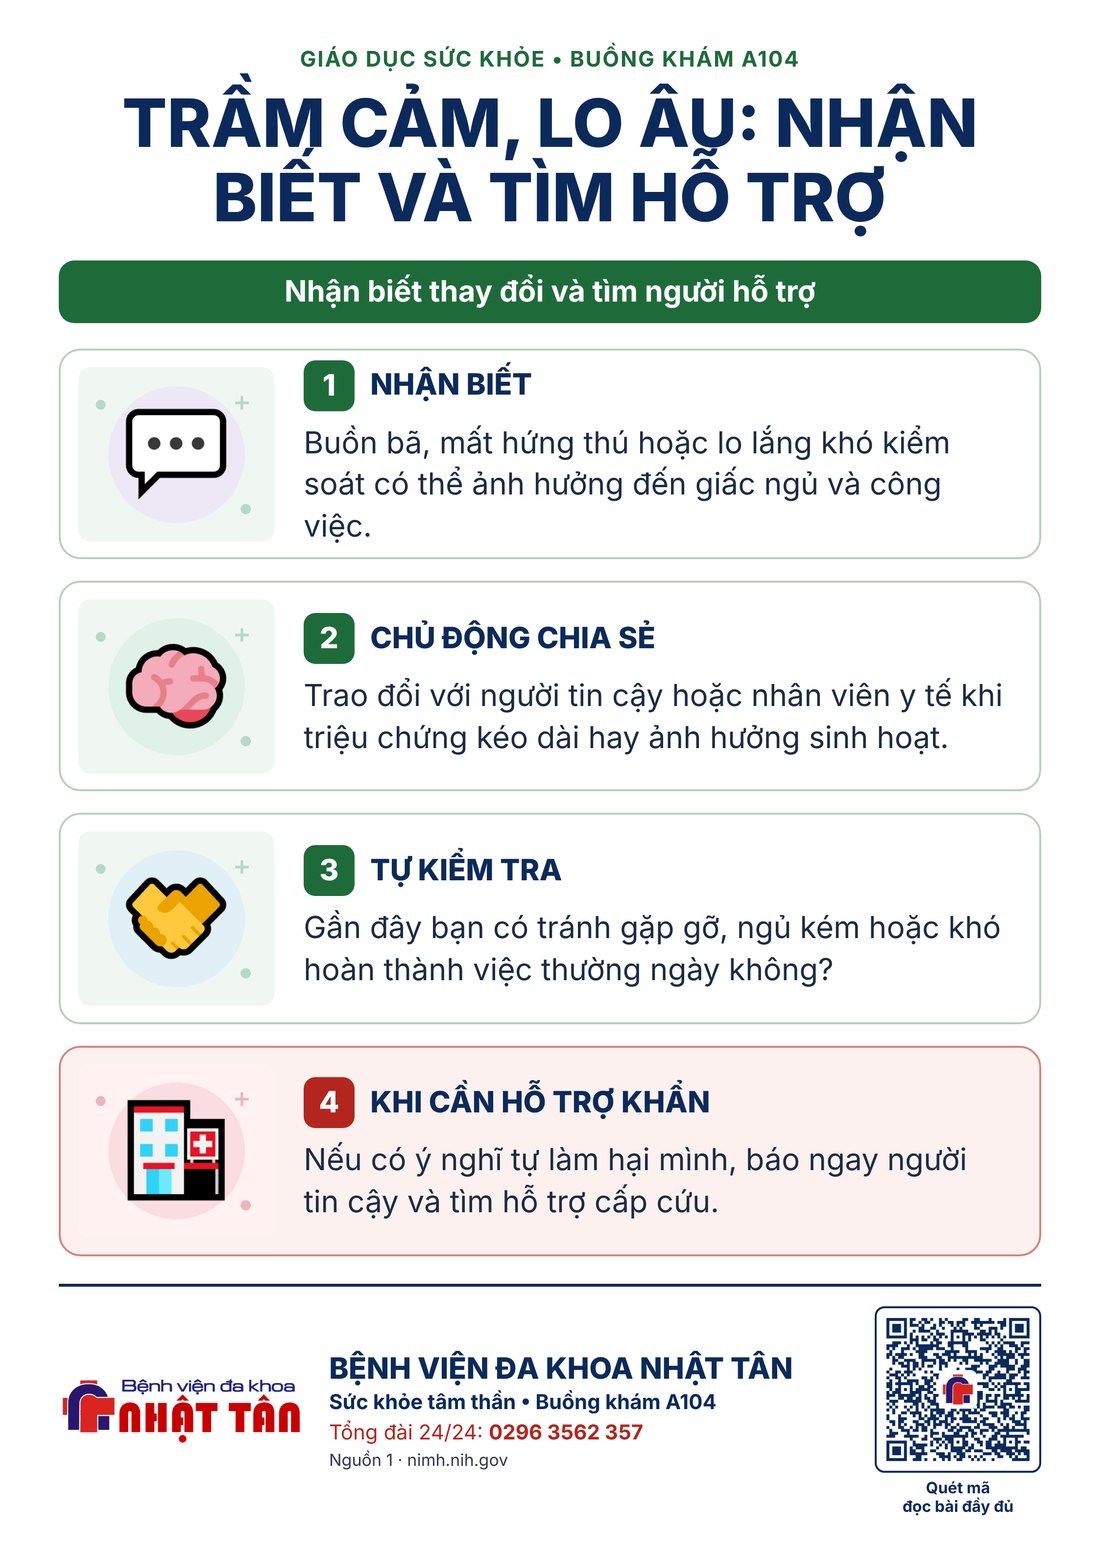 GIÁO DỤC SỨC KHỎE • BUỒNG KHÁM A104
TRẦM CẢM, LO ÂU: NHẬN
BIẾT VÀ TÌM HỖ TRỢ
Nhận biết thay đổi và tìm người hỗ trợ
1 NHẬN BIẾT
Buồn bã, mất hứng thú hoặc lo lắng khó kiểm
soát có thể ảnh hưởng đến giấc ngủ và công
việc.
2 CHỦ ĐỘNG CHIA SẺ
Trao đổi với người tin cậy hoặc nhân viên y tế khi
triệu chứng kéo dài hay ảnh hưởng sinh hoạt.
3 TỰ KIỂM TRA
Gần đây bạn có tránh gặp gỡ, ngủ kém hoặc khó
hoàn thành việc thường ngày không?
4 KHI CẦN HỖ TRỢ KHẨN
Nếu có ý nghĩ tự làm hại mình, báo ngay người
tin cậy và tìm hỗ trợ cấp cứu.
Bệnh viện đa khoa
NHẬT TÂN
BỆNH VIỆN ĐA KHOA NHẬT TÂN
Sức khỏe tâm thần • Buồng khám A104
Tổng đài 24/24: 0296 3562 357
Nguồn 1 · nimh.nih.gov
Quét mã
đọc bài đầy đủ